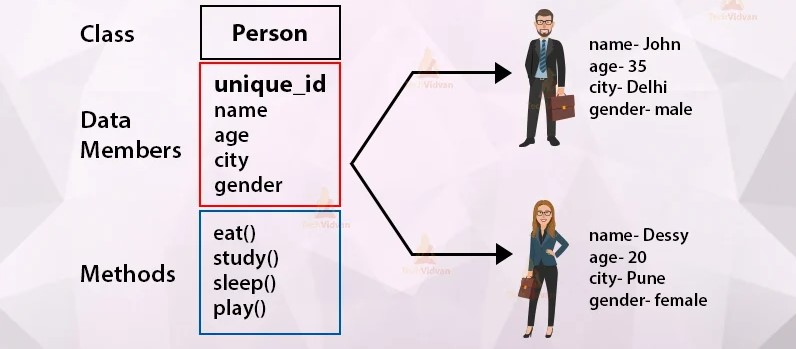 Class
Person
Data
Members
unique_id
name
age
city
gender
Methods
eat()
study()
sleep()
play()
name- John
age- 35
city- Delhi
gender- male
name- Dessy
age- 20
city- Pune
gender- female
TechVidvan